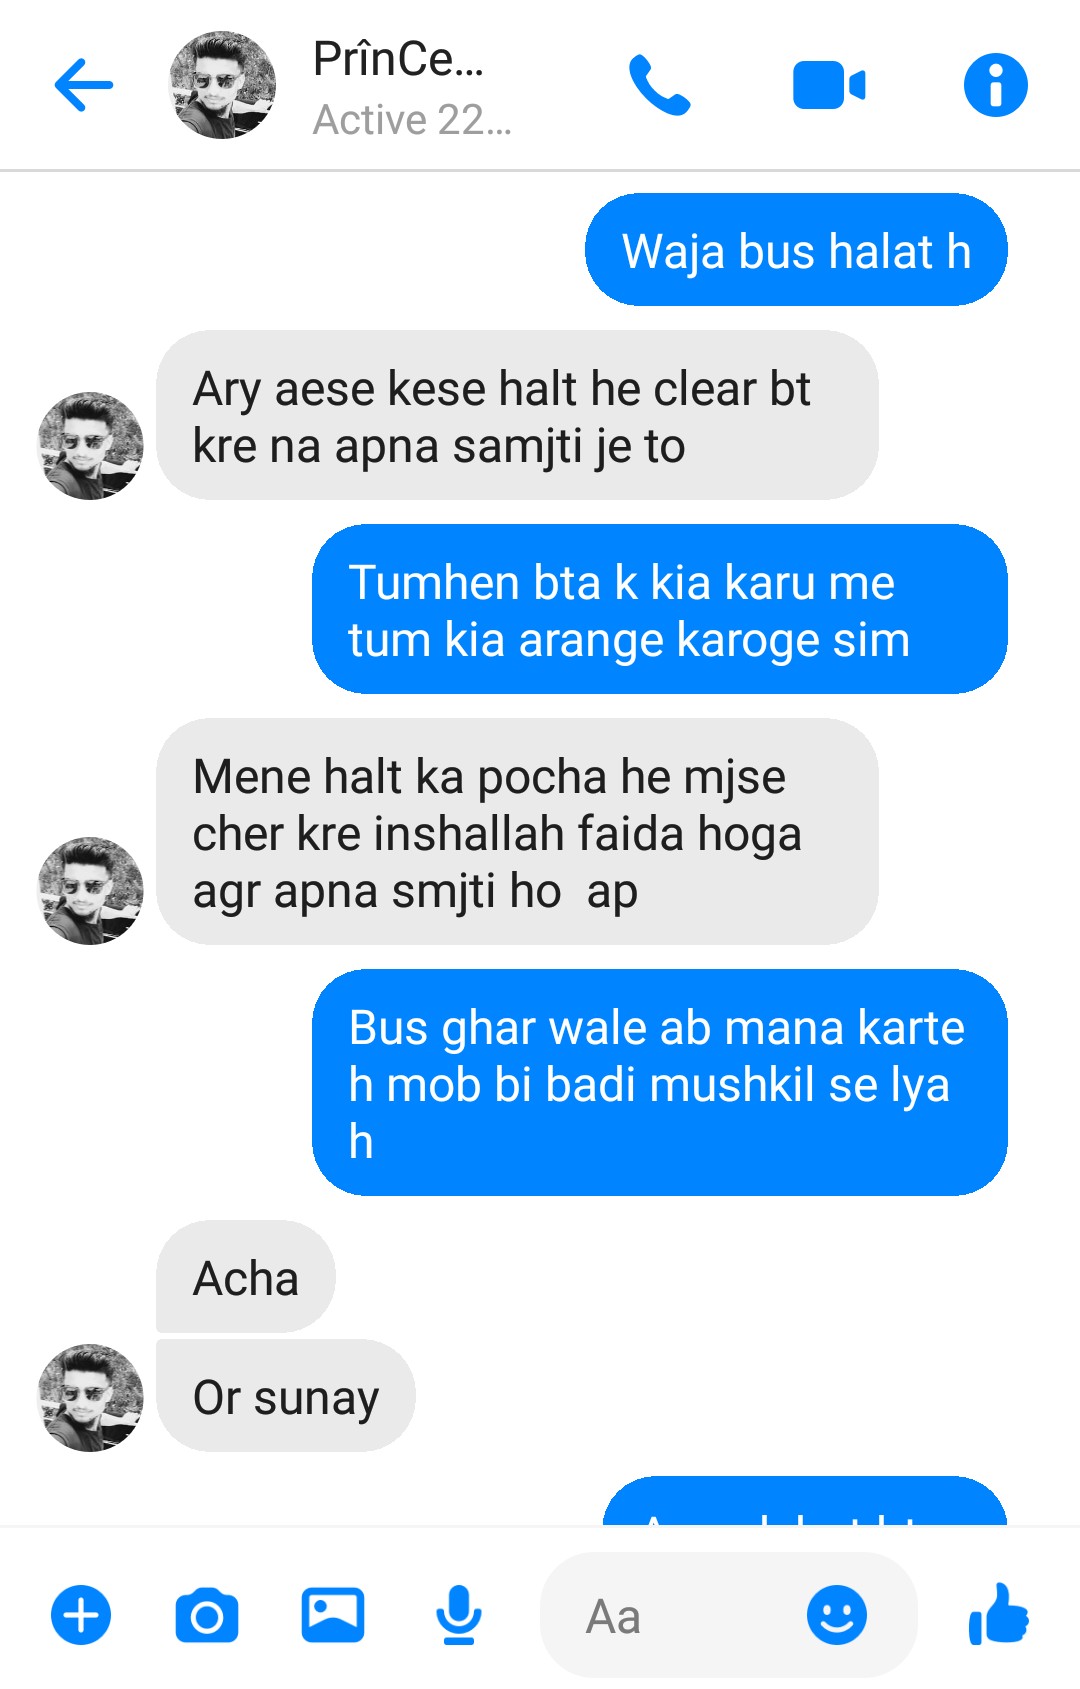 PrînCe...
Active 22...
Waja bus halat h
Ary aese kese halt he clear bt
kre na apna samjti je to
Tumhen bta k kia karu me
tum kia arange karoge sim
Mene halt ka pocha he mjse
cher kre inshallah faida hoga
agr apna smjti ho  ap
Bus ghar wale ab mana karte
h mob bi badi mushkil se lya
h
Acha
Or sunay
Aa